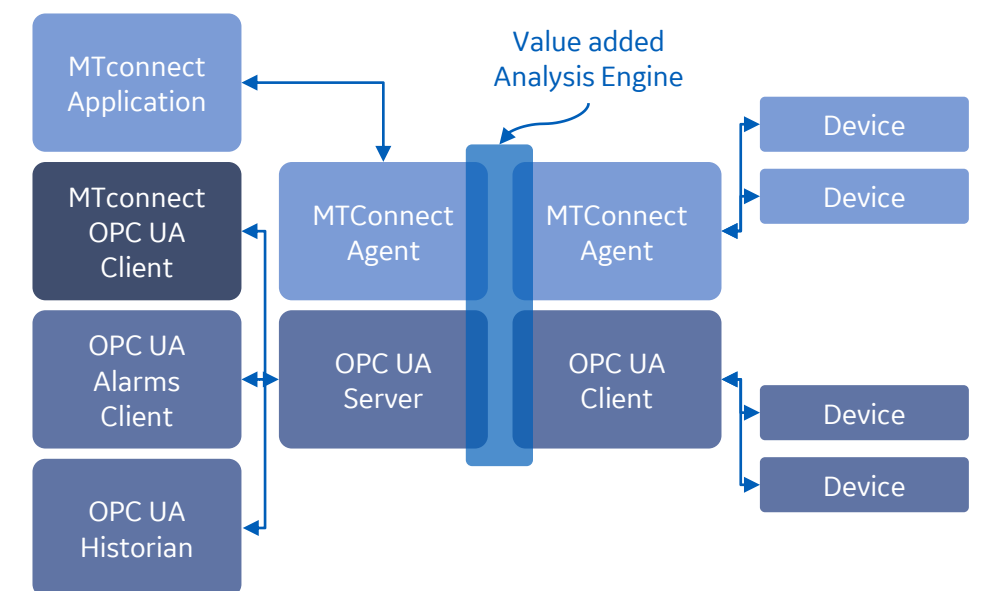 Value added
Analysis Engine
MTconnect
Application
MTconnect
OPC UA
Client
OPC UA
Alarms
Client
OPC UA
Historian
MTConnect
Agent
OPC UA
Server
MTConnect
Agent
OPC UA
Client
Device
Device
Device
Device